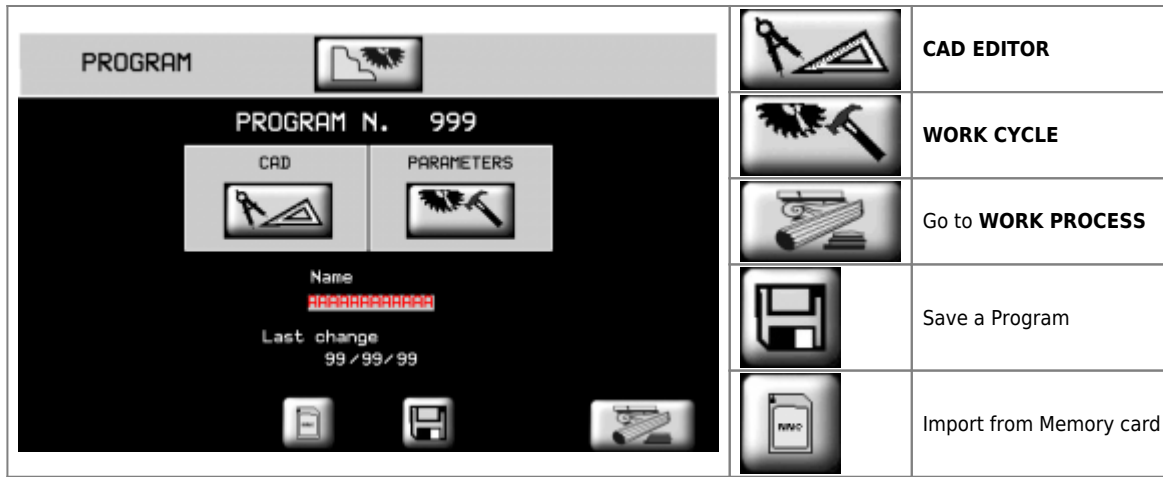 PROGRAM
PROGRAM N. 999
CAD PARAMETERS
Name
AAAAAAAAAAAA
Last change
99/99/99
CAD EDITOR
WORK CYCLE
Go to WORK PROCESS
Save a Program
Import from Memory card